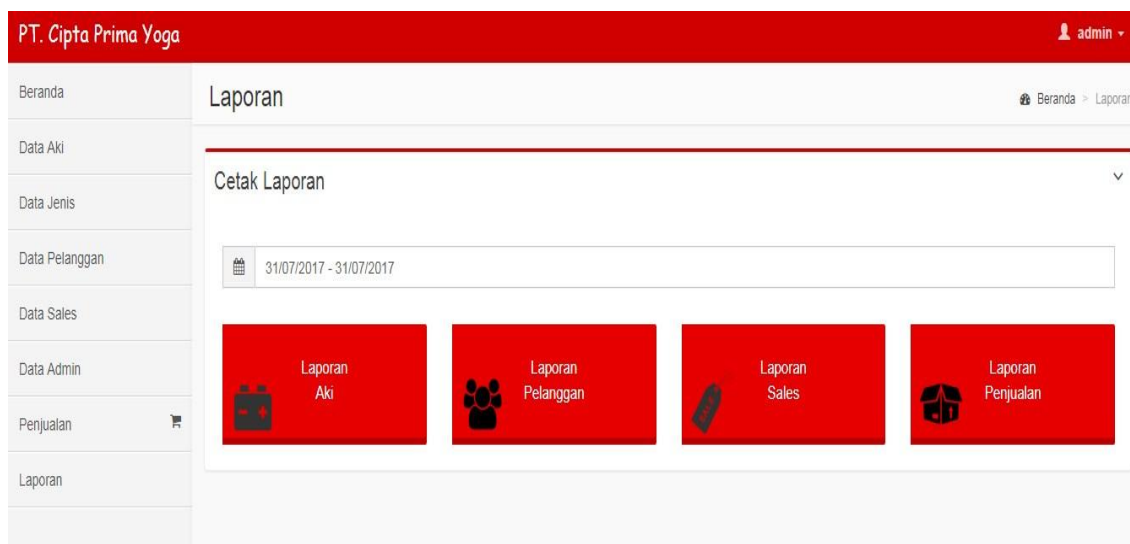 PT. Cipta Prima Yoga
admin
Beranda
Data Aki
Data Jenis
Data Pelanggan
Data Sales
Data Admin
Penjualan
Laporan
Laporan
Beranda > Laporan
Cetak Laporan
31/07/2017 - 31/07/2017
Laporan
Aki
Laporan
Pelanggan
SALE
Laporan
Sales
Laporan
Penjualan